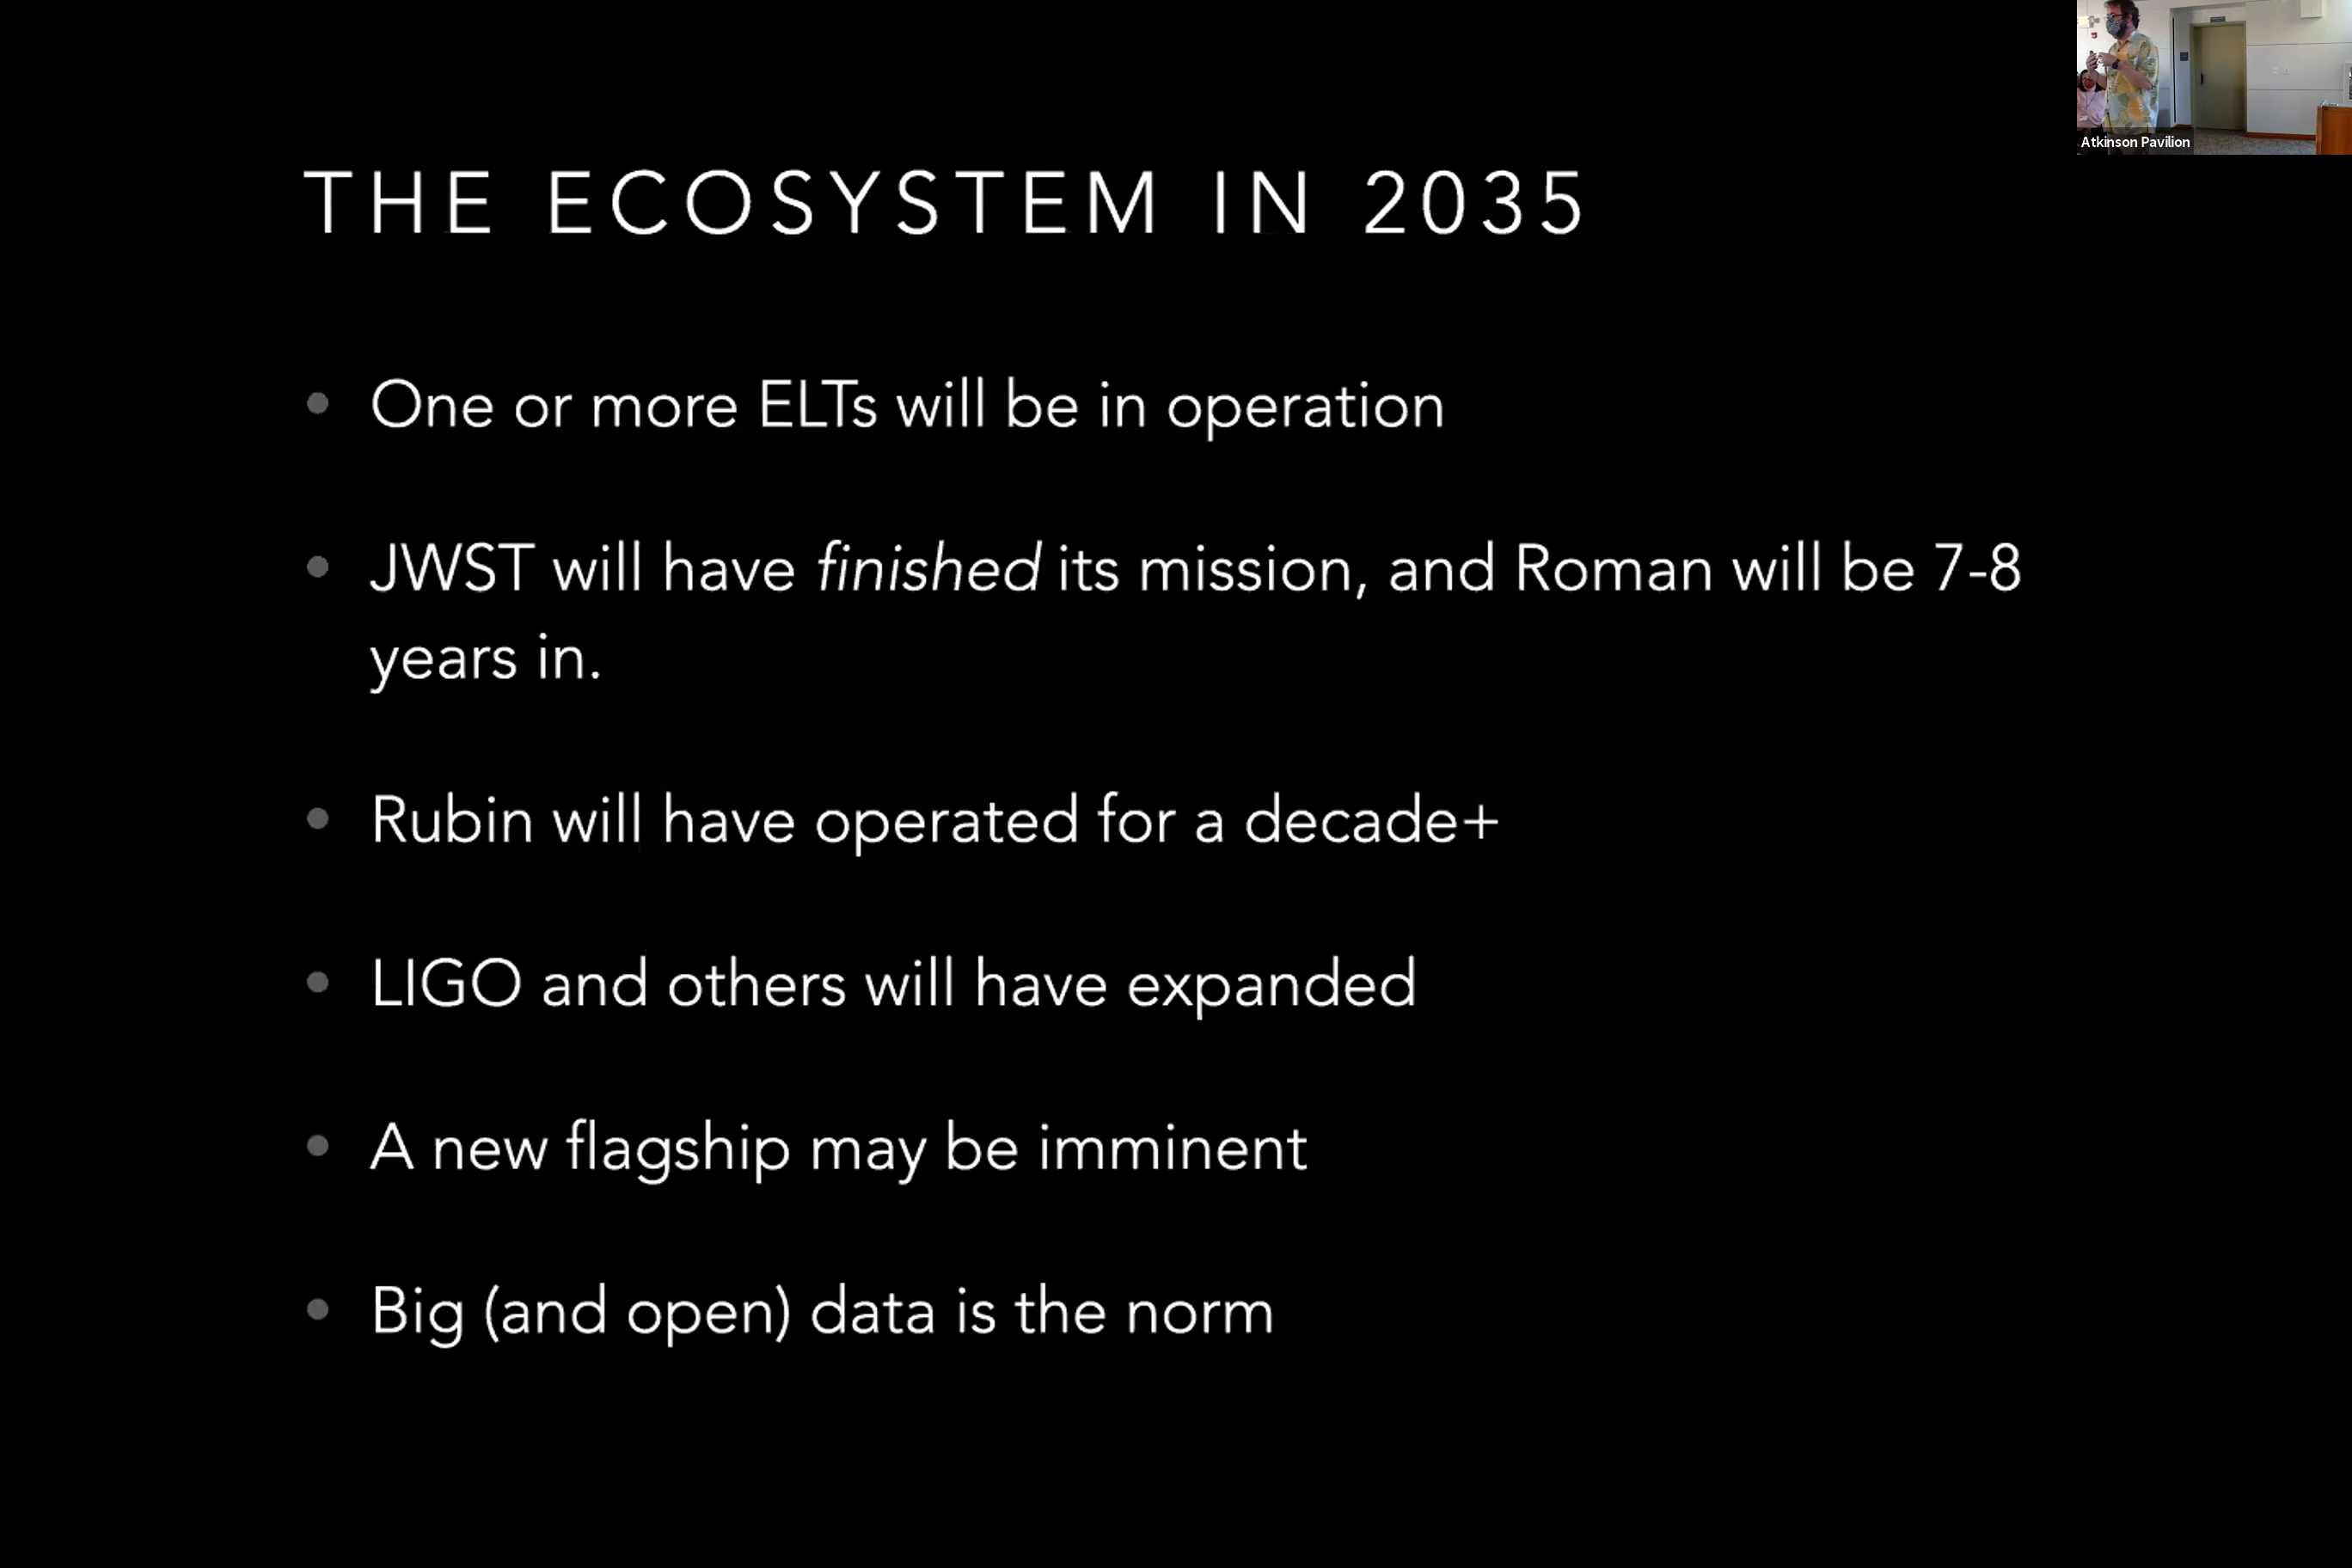 Atkinson Pavilion
THE ECOSYSTEM IN 2035
One or more ELTs will be in operation
JWST will have finished its mission, and Roman will be 7-8
years in.
Rubin will have operated for a decade+
LIGO and others will have expanded
A new flagship may be imminent
Big (and open) data is the norm